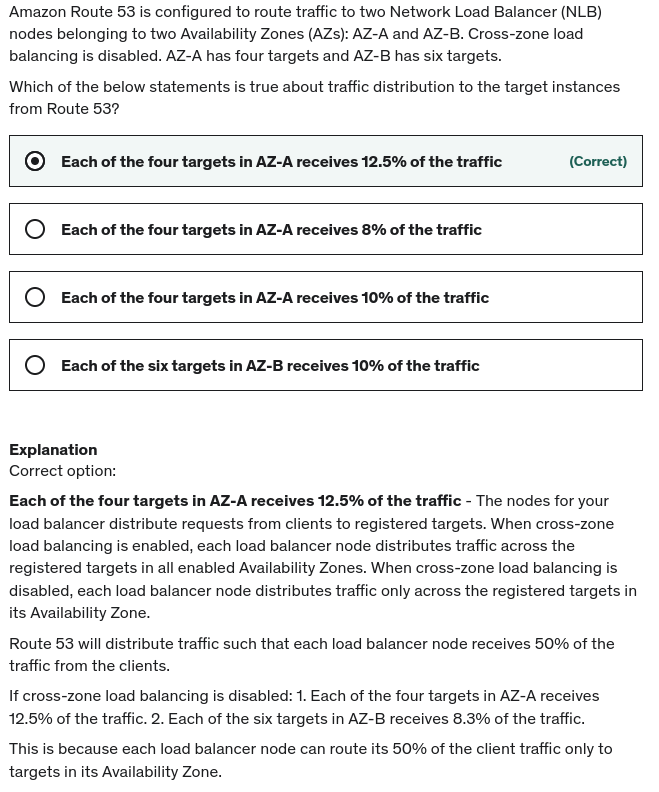 Amazon Route 53 is configured to route traffic to two Network Load Balancer (NLB)
nodes belonging to two Availability Zones (AZs): AZ-A and AZ-B. Cross-zone load
balancing is disabled. AZ-A has four targets and AZ-B has six targets.
Which of the below statements is true about traffic distribution to the target instances
from Route 53?
Each of the four targets in AZ-A receives 12.5% of the traffic (Correct)
Each of the four targets in AZ-A receives 8% of the traffic
Each of the four targets in AZ-A receives 10% of the traffic
Each of the six targets in AZ-B receives 10% of the traffic
Explanation
Correct option:
Each of the four targets in AZ-A receives 12.5% of the traffic - The nodes for your
load balancer distribute requests from clients to registered targets. When cross-zone
load balancing is enabled, each load balancer node distributes traffic across the
registered targets in all enabled Availability Zones. When cross-zone load balancing is
disabled, each load balancer node distributes traffic only across the registered targets in
its Availability Zone.
Route 53 will distribute traffic such that each load balancer node receives 50% of the
traffic from the clients.
If cross-zone load balancing is disabled: 1. Each of the four targets in AZ-A receives
12.5% of the traffic. 2. Each of the six targets in AZ-B receives 8.3% of the traffic.
This is because each load balancer node can route its 50% of the client traffic only to
targets in its Availability Zone.